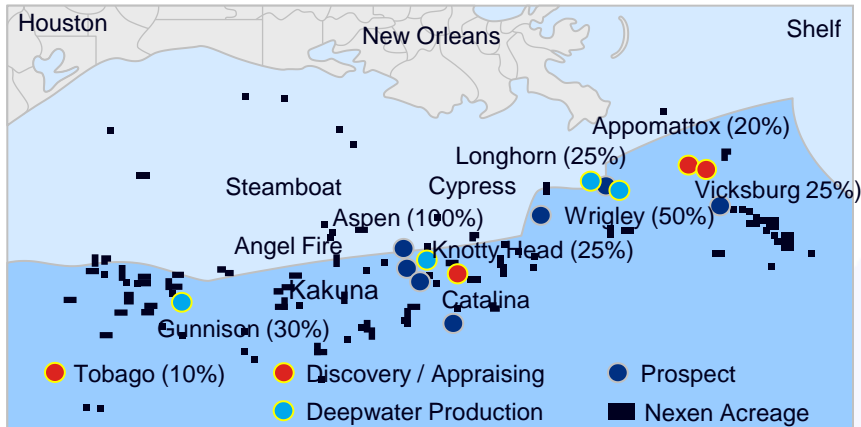 Houston
New Orleans
Shelf
Appomattox (20%)
Longhorn (25%)
Steamboat
Cypress
Vicksburg 25%)
Aspen (100%)
Wrigley (50%)
Angel Fire
Knotty Head (25%)
Kakuna
Catalina
Gunnison (30%)
Tobago (10%)
Discovery / Appraising
Prospect
Deepwater Production
Nexen Acreage